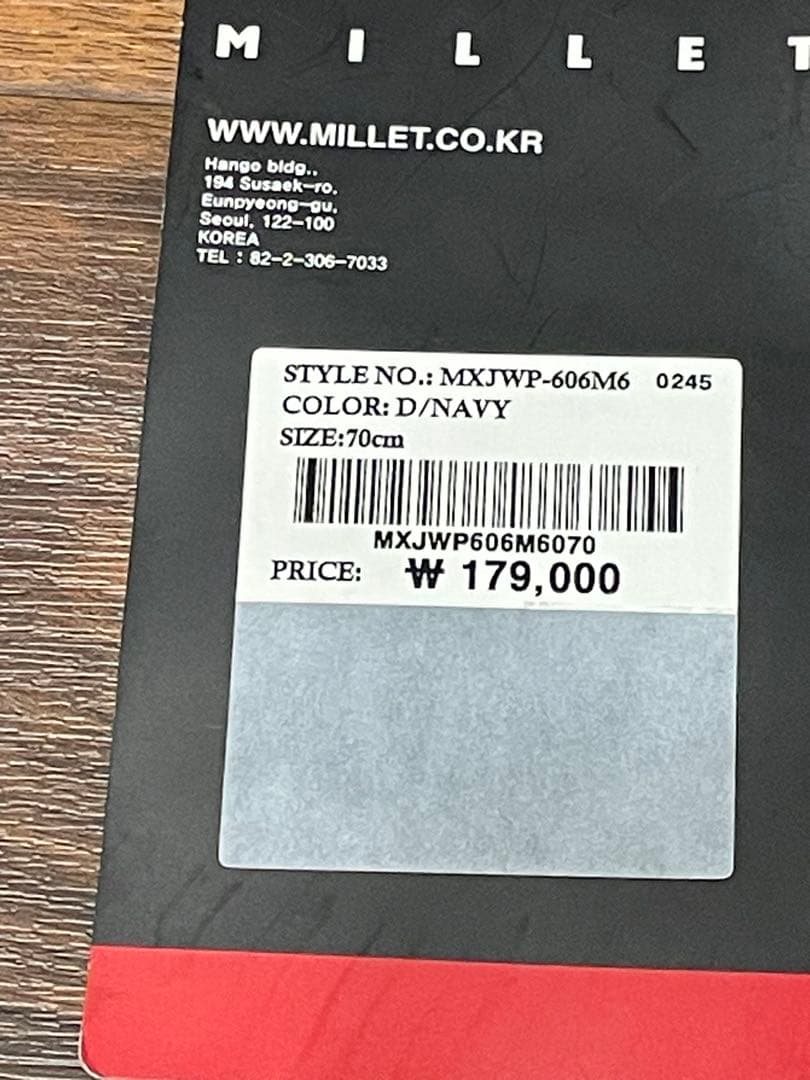 M I L L E T
WWW.MILLET.CO.KR
Hango bldg.,
194 Susaek-ro,
Eunpyeong-gu,
Seoul, 122-100
KOREA
TEL : 82-2-306-7033
STYLE NO.: MXJWP-606M6 0245
COLOR: D/NAVY
SIZE:70cm
MXJWP606M6070
PRICE: ₩ 179,000